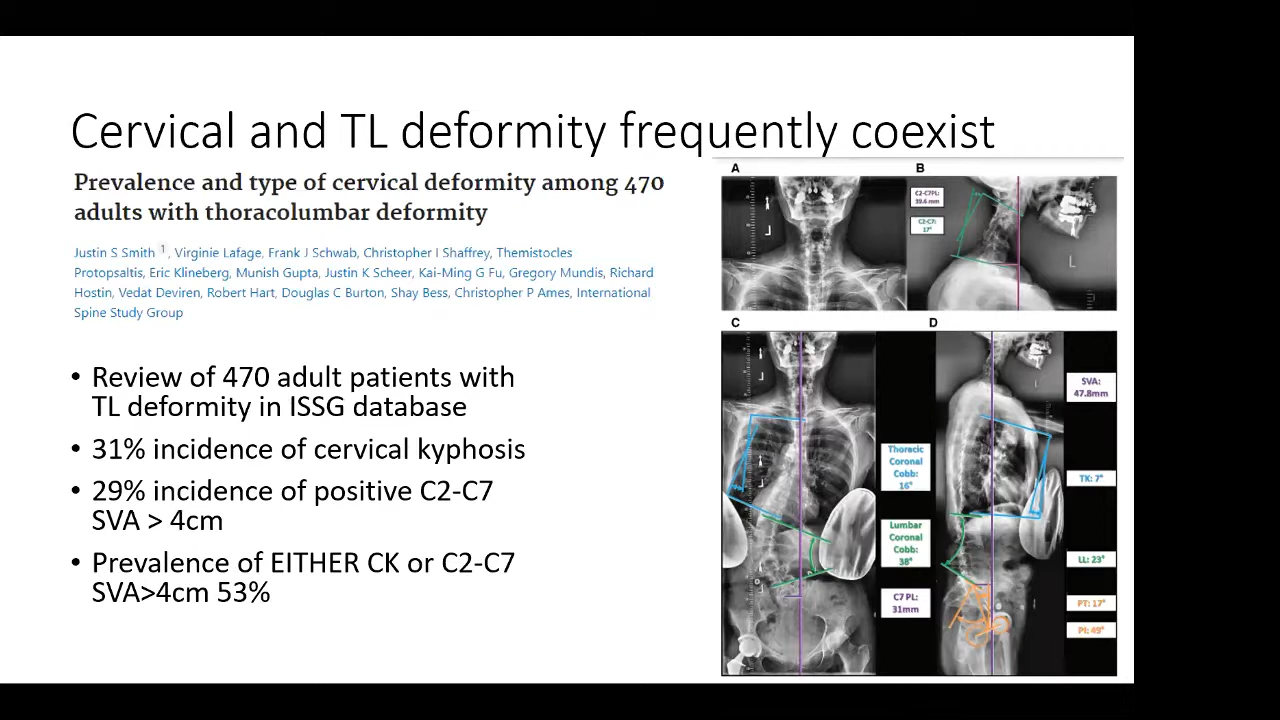 Cervical and TL deformity frequently coexist
Prevalence and type of cervical deformity among 470
adults with thoracolumbar deformity
Justin S Smith 1, Virginie Lafage, Frank J Schwab, Christopher I Shaffrey, Themistocles
Protopsaltis, Eric Klineberg, Munish Gupta, Justin K Scheer, Kai-Ming G Fu, Gregory Mundis, Richard
Hostin, Vedat Deviren, Robert Hart, Douglas C Burton, Shay Bess, Christopher P Ames, International
Spine Study Group
• Review of 470 adult patients with
TL deformity in ISSG database
• 31% incidence of cervical kyphosis
• 29% incidence of positive C2-C7
SVA > 4cm
• Prevalence of EITHER CK or C2-C7
SVA>4cm 53%
A
B
C2-C7PL:
39.6 mm
C2-C7:
17°
L
C
D
Thoracic
Coronal
Cobb:
16°
Lumbar
Coronal
Cobb:
38°
C7 PL:
31mm
SVA:
47.8mm
TK: 7°
LL: 23°
PT: 17°
PI: 49°